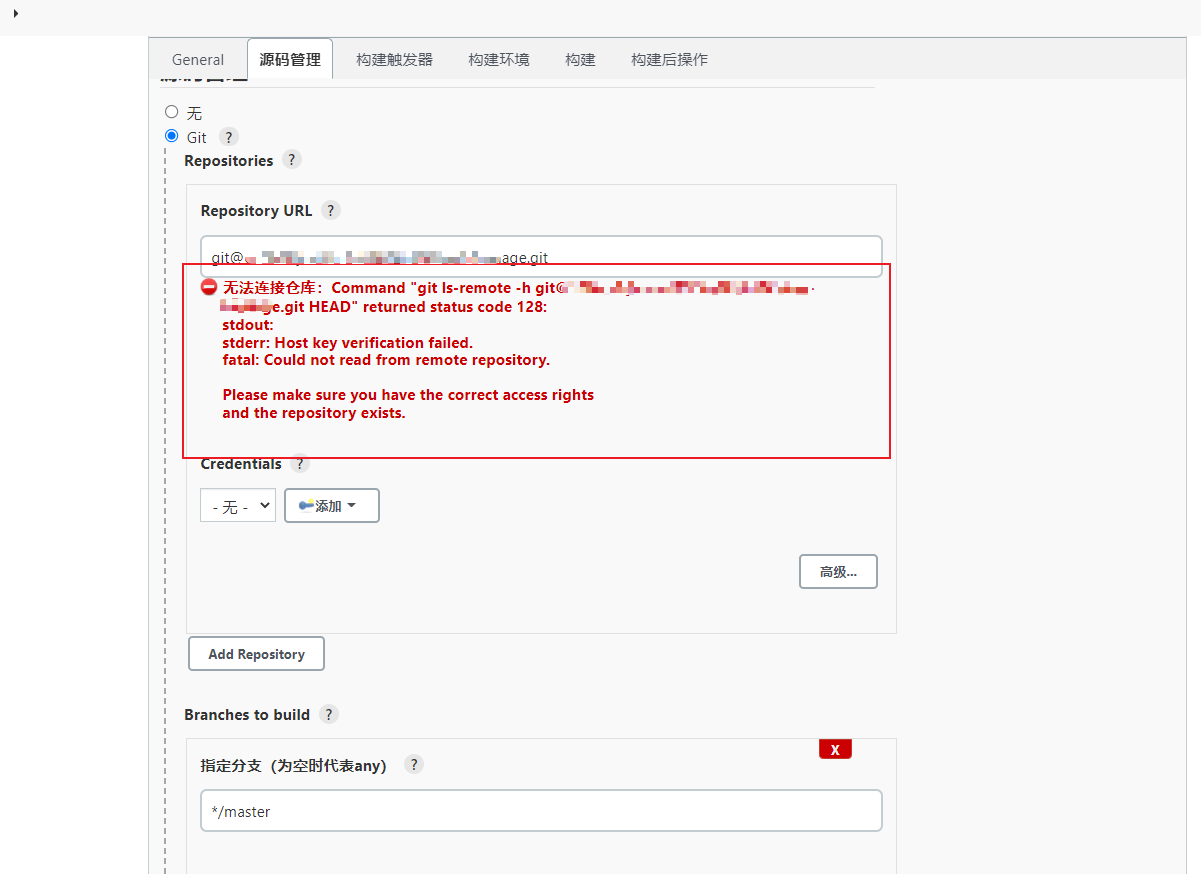 General 源码管理 构建触发器 构建环境 构建 构建后操作
源码管理
无
Git ?
Repositories ?
Repository URL ?
git@ age.git
无法连接仓库：Command "git ls-remote -h git@
e.git HEAD" returned status code 128:
stdout:
stderr: Host key verification failed.
fatal: Could not read from remote repository.
Please make sure you have the correct access rights
and the repository exists.
Credentials ?
- 无 - 添加
高级...
Add Repository
Branches to build ?
X
指定分支（为空时代表any） ?
*/master